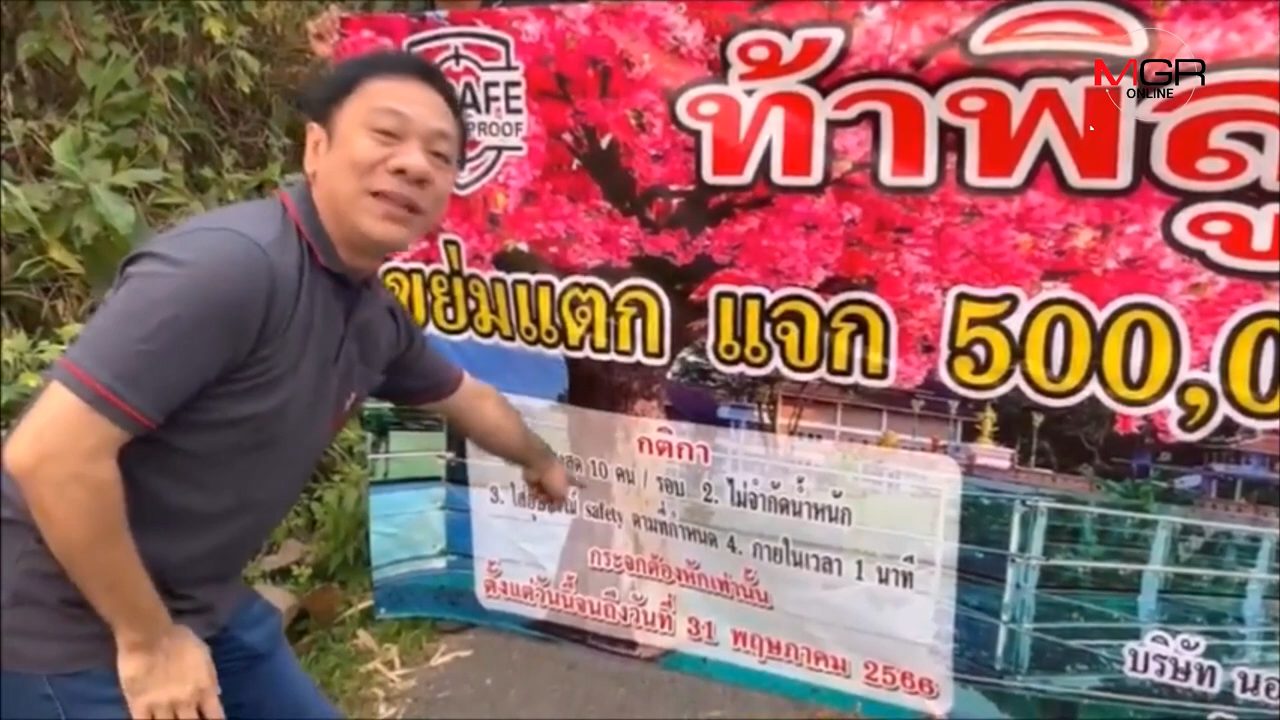 MGR
ONLINE
AFE
PROOF
ท้าพิสู
ขย่มแตก แจก 500,0
กติกา
10 คน / รอบ 2. ไม่จำกัดน้ำหนัก
3. ใส่อุปกรณ์ safety ตามที่กำหนด 4. ภายในเวลา 1 นาที
กระจกต้องหักเท่านั้น
ตั้งแต่วันนี้จนถึงวันที่ 31 พฤษภาคม 2566
บริษัท